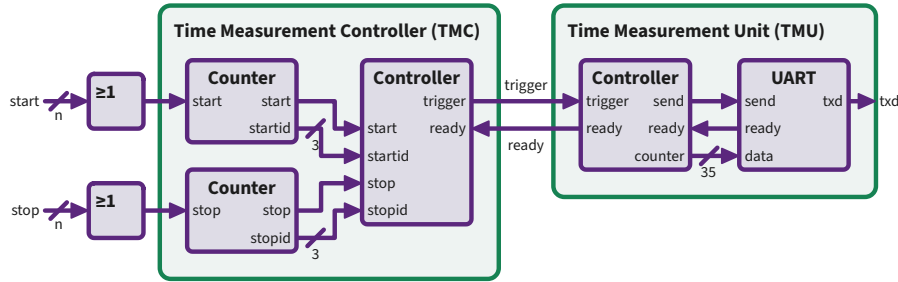 Time Measurement Controller (TMC)
Time Measurement Unit (TMU)
start
n
≥1
Counter
start
start
startid
3
Controller
trigger
ready
start
startid
stop
stopid
trigger
ready
Controller
trigger
send
ready
ready
counter
35
UART
send
txd
ready
data
txd
stop
n
≥1
Counter
stop
stop
stopid
3